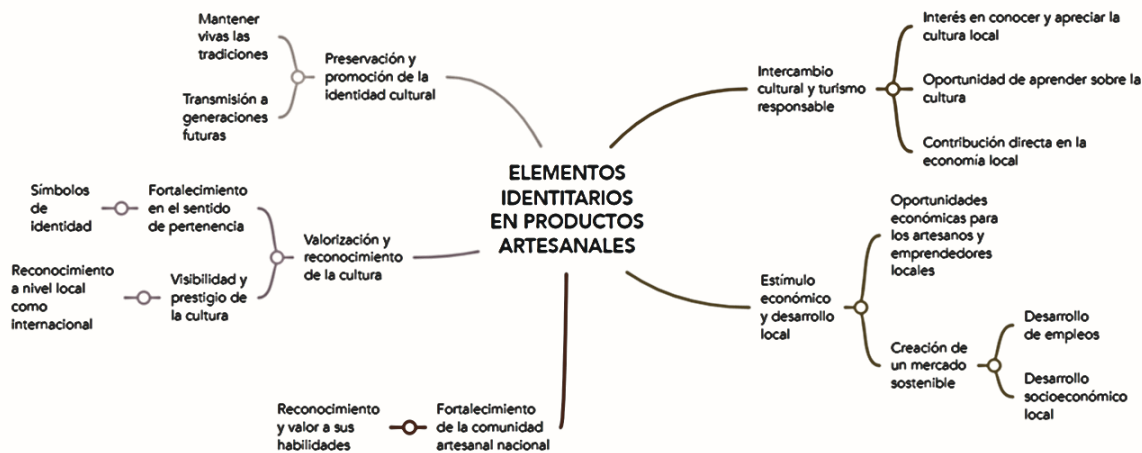 Mantener
vivas las
tradiciones
Preservación y
promoción de la
identidad cultural
Transmisión a
generaciones
futuras
Símbolos
de
identidad
Fortalecimiento
en el sentido
de pertenencia
Valorización y
reconocimiento
de la cultura
Reconocimiento
a nivel local
como
internacional
Visibilidad y
prestigio de
la cultura
Reconocimiento
y valor a sus
habilidades
Fortalecimiento
de la comunidad
artesanal nacional
ELEMENTOS
IDENTITARIOS
EN PRODUCTOS
ARTESANALES
Intercambio
cultural y turismo
responsable
Interés en conocer y apreciar la
cultura local
Oportunidad de aprender sobre la
cultura
Contribución directa en la
economía local
Estímulo
económico
y desarrollo
local
Oportunidades
económicas para
los artesanos y
emprendedores
locales
Creación de
un mercado
sostenible
Desarrollo
de empleos
Desarrollo
socioeconómico
local